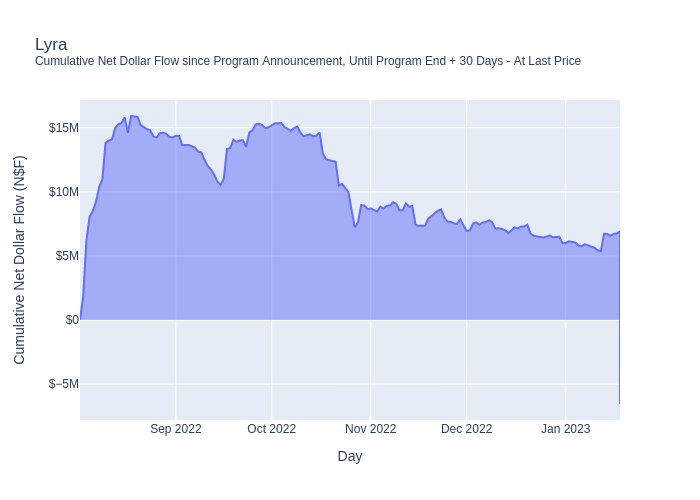 Lyra
Cumulative Net Dollar Flow since Program Announcement, Until Program End + 30 Days - At Last Price
Cumulative Net Dollar Flow (N$F)
$15M
$10M
$5M
$0
$−5M
Sep 2022
Oct 2022
Nov 2022
Dec 2022
Jan 2023
Day